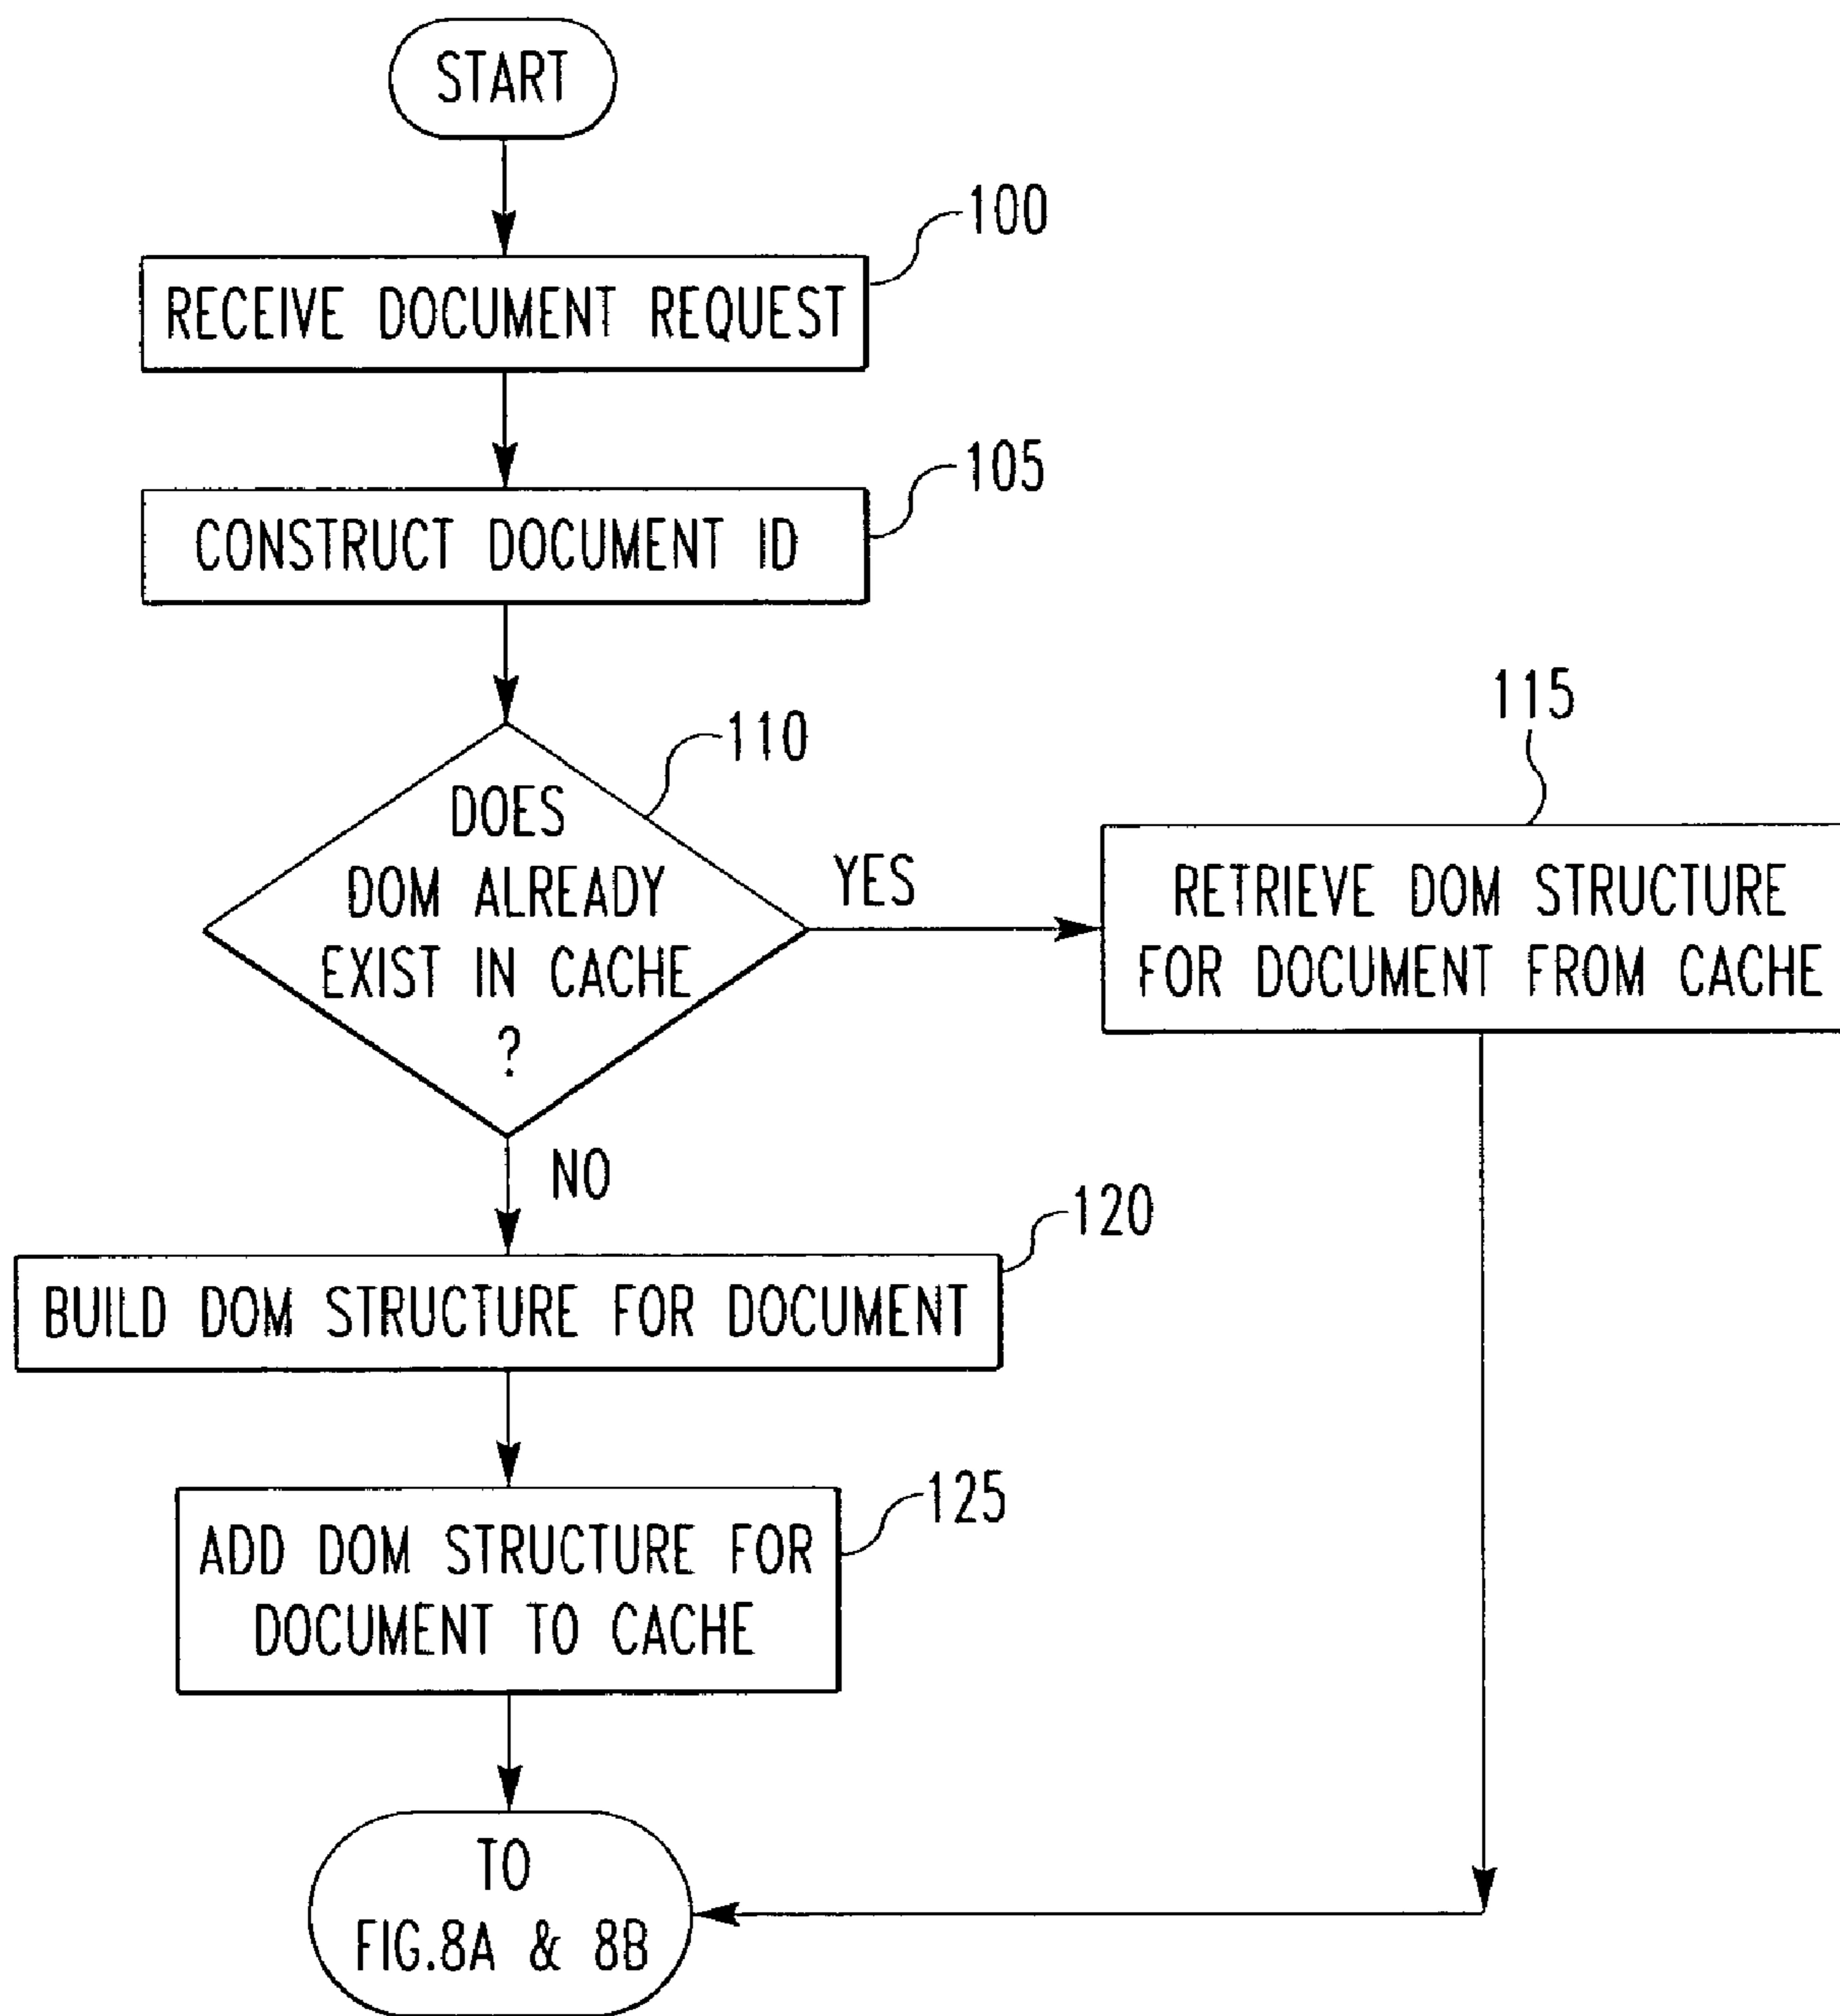 START
100
RECEIVE DOCUMENT REQUEST
105
CONSTRUCT DOCUMENT ID
110
DOES
DOM ALREADY
EXIST IN CACHE
?
YES
115
RETRIEVE DOM STRUCTURE
FOR DOCUMENT FROM CACHE
NO
120
BUILD DOM STRUCTURE FOR DOCUMENT
125
ADD DOM STRUCTURE FOR
DOCUMENT TO CACHE
TO
FIG.8A & 8B